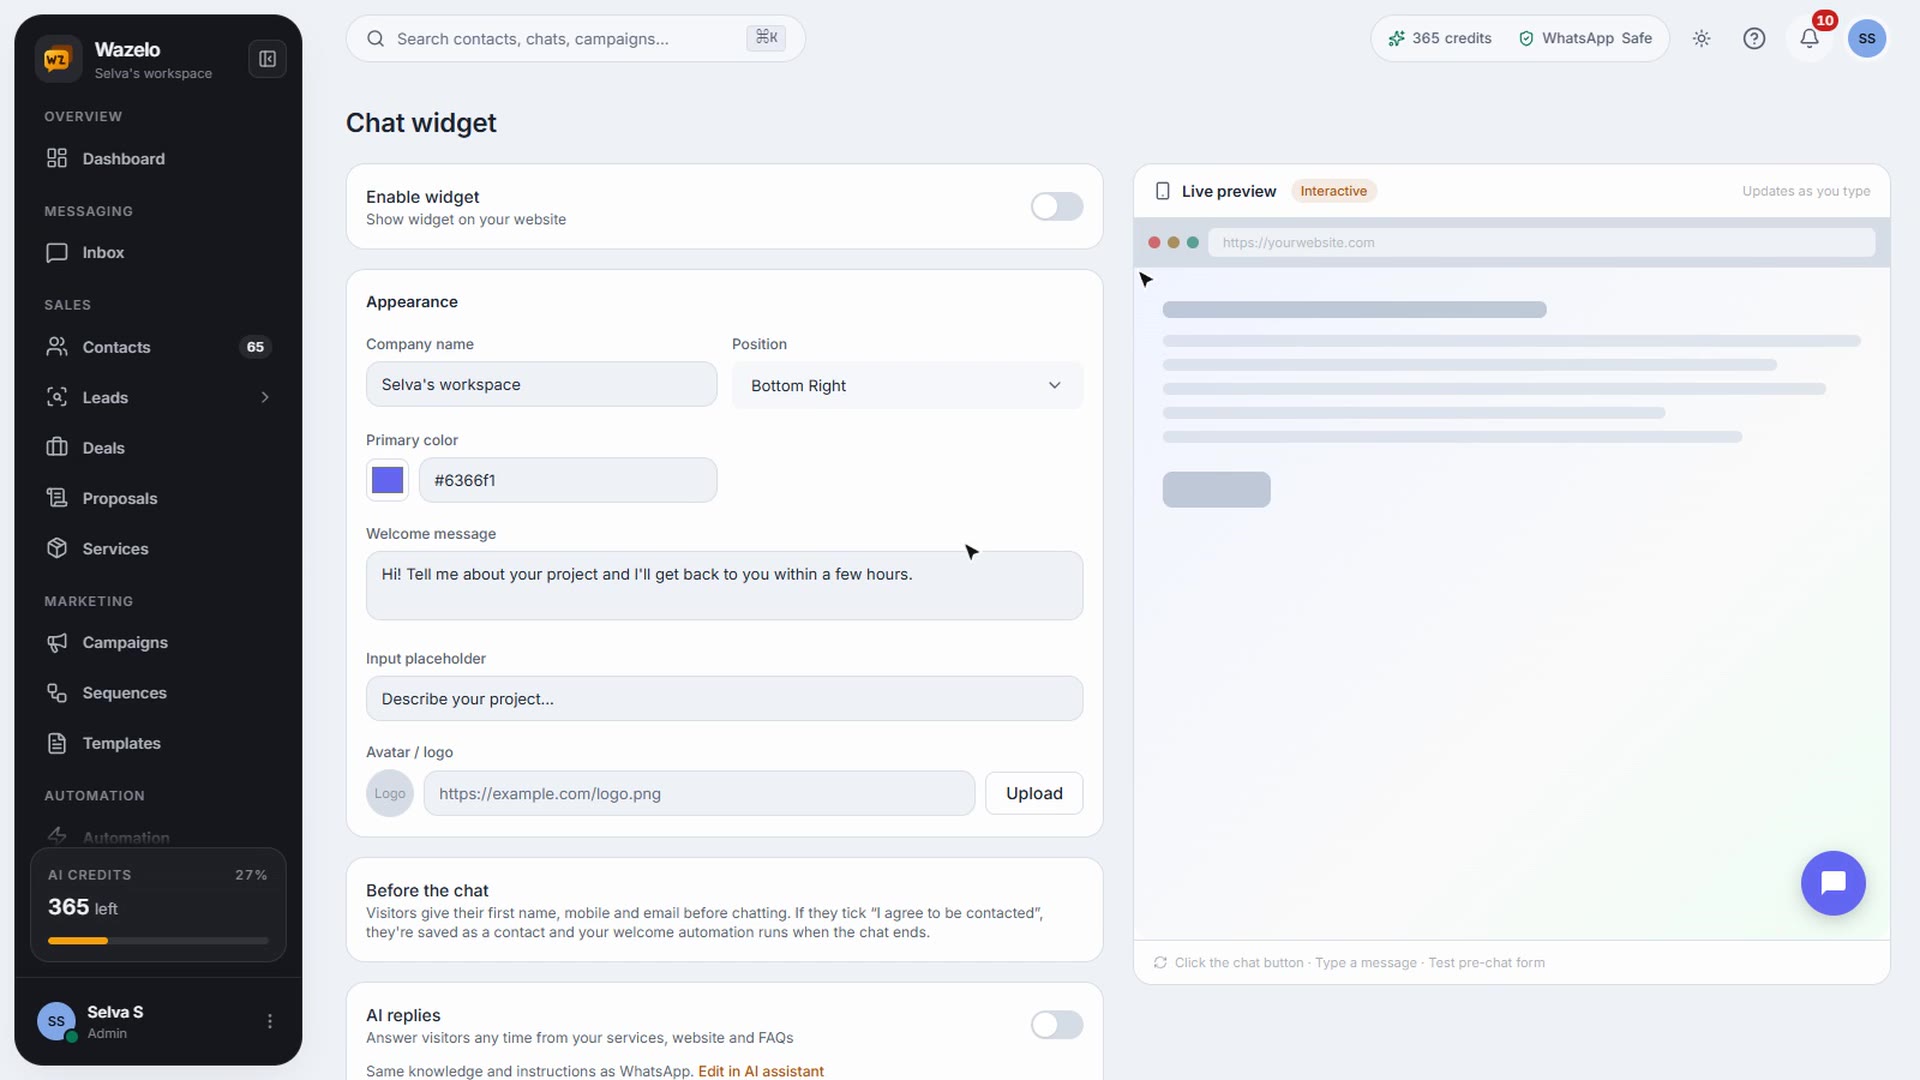 WZ
Wazelo
Selva's workspace
OVERVIEW
Dashboard
MESSAGING
Inbox
SALES
Contacts 65
Leads
Deals
Proposals
Services
MARKETING
Campaigns
Sequences
Templates
AUTOMATION
Automation
AI CREDITS 27%
365 left
SS
Selva S
Admin
Search contacts, chats, campaigns... ⌘K
365 credits WhatsApp Safe 10 SS
Chat widget
Enable widget
Show widget on your website
Appearance
Company name Position
Selva's workspace Bottom Right
Primary color
#6366f1
Welcome message
Hi! Tell me about your project and I'll get back to you within a few hours.
Input placeholder
Describe your project...
Avatar / logo
Logo https://example.com/logo.png Upload
Before the chat
Visitors give their first name, mobile and email before chatting. If they tick “I agree to be contacted”,
they're saved as a contact and your welcome automation runs when the chat ends.
AI replies
Answer visitors any time from your services, website and FAQs
Same knowledge and instructions as WhatsApp. Edit in AI assistant
Live preview Interactive Updates as you type
https://yourwebsite.com
Click the chat button · Type a message · Test pre-chat form